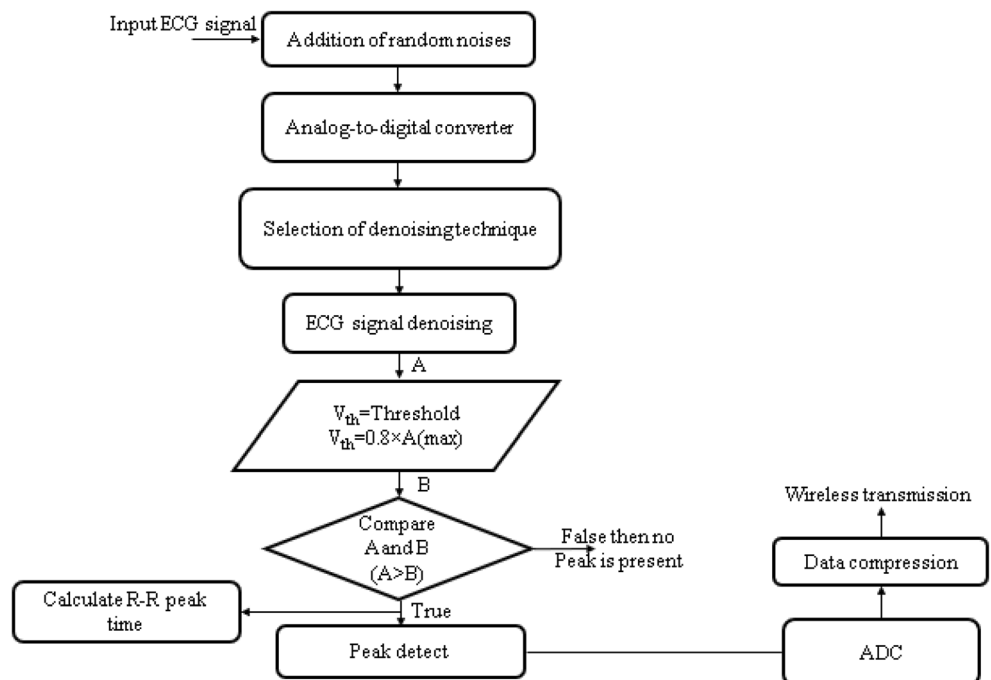 Input ECG signal
Addition of random noises
Analog-to-digital converter
Selection of denoising technique
ECG signal denoising
A
Vth=Threshold
Vth=0.8×A(max)
B
Compare
A and B
(A>B)
False then no
Peak is present
True
Calculate R-R peak
time
Peak detect
ADC
Data compression
Wireless transmission